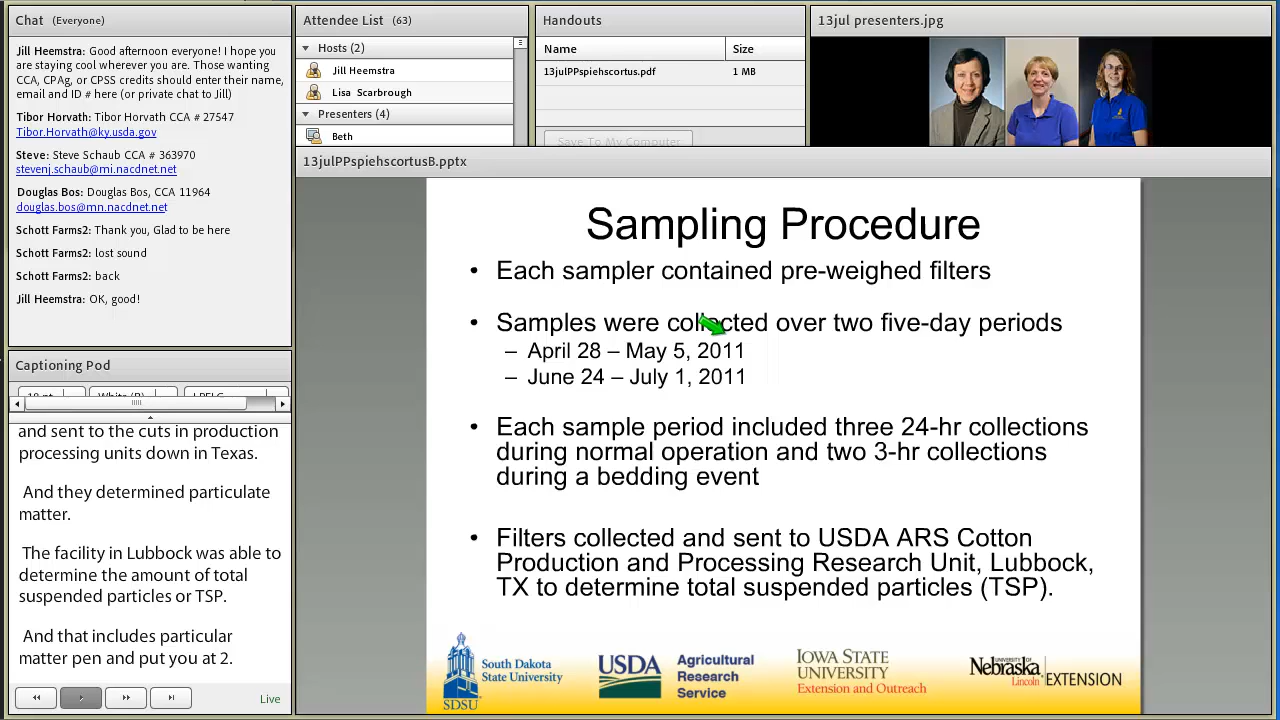 Chat (Everyone)
Jill Heemstra: Good afternoon everyone! I hope you
are staying cool wherever you are. Those wanting
CCA, CPAg, or CPSS credits should enter their name,
email and ID # here (or private chat to Jill)
Tibor Horvath: Tibor Horvath CCA # 27547
Tibor.Horvath@ky.usda.gov
Steve: Steve Schaub CCA # 363970
stevenj.schaub@mi.nacdnet.net
Douglas Bos: Douglas Bos, CCA 11964
douglas.bos@mn.nacdnet.net
Schott Farms2: Thank you, Glad to be here
Schott Farms2: lost sound
Schott Farms2: back
Jill Heemstra: OK, good!
Captioning Pod
and sent to the cuts in production
processing units down in Texas.
And they determined particulate
matter.
The facility in Lubbock was able to
determine the amount of total
suspended particles or TSP.
And that includes particular
matter pen and put you at 2.
Live
Attendee List (63)
Hosts (2)
Jill Heemstra
Lisa Scarbrough
Presenters (4)
Beth
Handouts
Name Size
13julPPspiehscortus.pdf 1 MB
Save To My Computer
13jul presenters.jpg
13julPPspiehscortusB.pptx
Sampling Procedure
• Each sampler contained pre-weighed filters
• Samples were collected over two five-day periods
– April 28 – May 5, 2011
– June 24 – July 1, 2011
• Each sample period included three 24-hr collections
during normal operation and two 3-hr collections
during a bedding event
• Filters collected and sent to USDA ARS Cotton
Production and Processing Research Unit, Lubbock,
TX to determine total suspended particles (TSP).
SDSU
South Dakota
State University
USDA
Agricultural
Research
Service
IOWA STATE
UNIVERSITY
Extension and Outreach
UNIVERSITY OF
Nebraska
Lincoln
EXTENSION